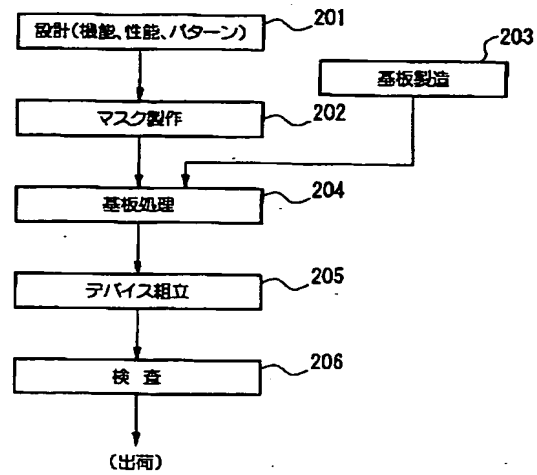 設計(機能、性能、パターン)
201
203
基板製造
マスク製作
202
基板処理
204
デバイス組立
205
検 査
206
(出荷)